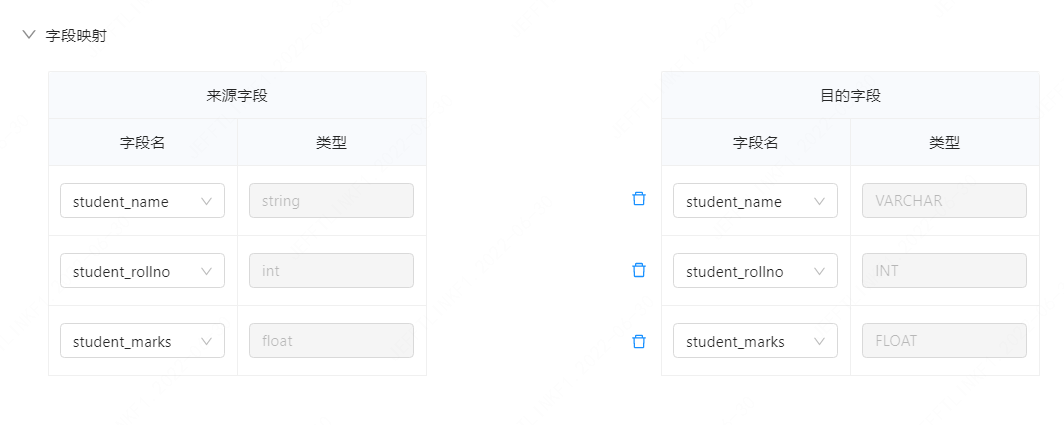 字段映射
来源字段 目的字段
字段名 类型 字段名 类型
student_name string student_name VARCHAR
student_rollno int student_rollno INT
student_marks float student_marks FLOAT